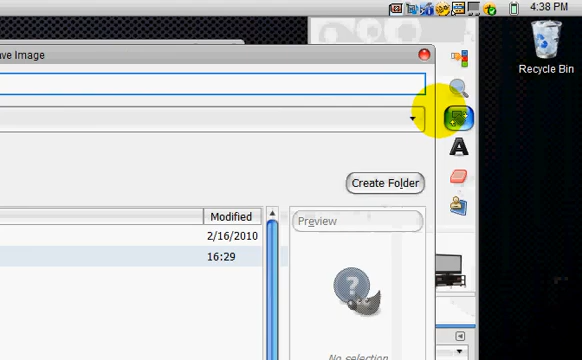 4:38 PM
ave Image
Recycle Bin
A
Create Folder
Modified
Preview
2/16/2010
16:29
?
No selection